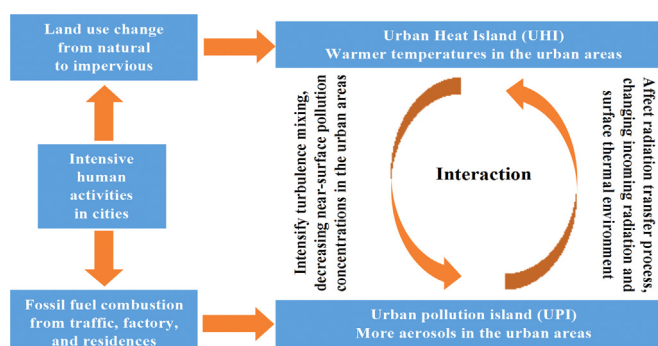 Land use change
from natural
to impervious
Urban Heat Island (UHI)
Warmer temperatures in the urban areas
Intensive
human
activities
in cities
Intensify turbulence mixing,
decreasing near-surface pollution
concentrations in the urban areas
Interaction
Affect radiation transfer process,
changing incoming radiation and
surface thermal environment
Fossil fuel combustion
from traffic, factory,
and residences
Urban pollution island (UPI)
More aerosols in the urban areas